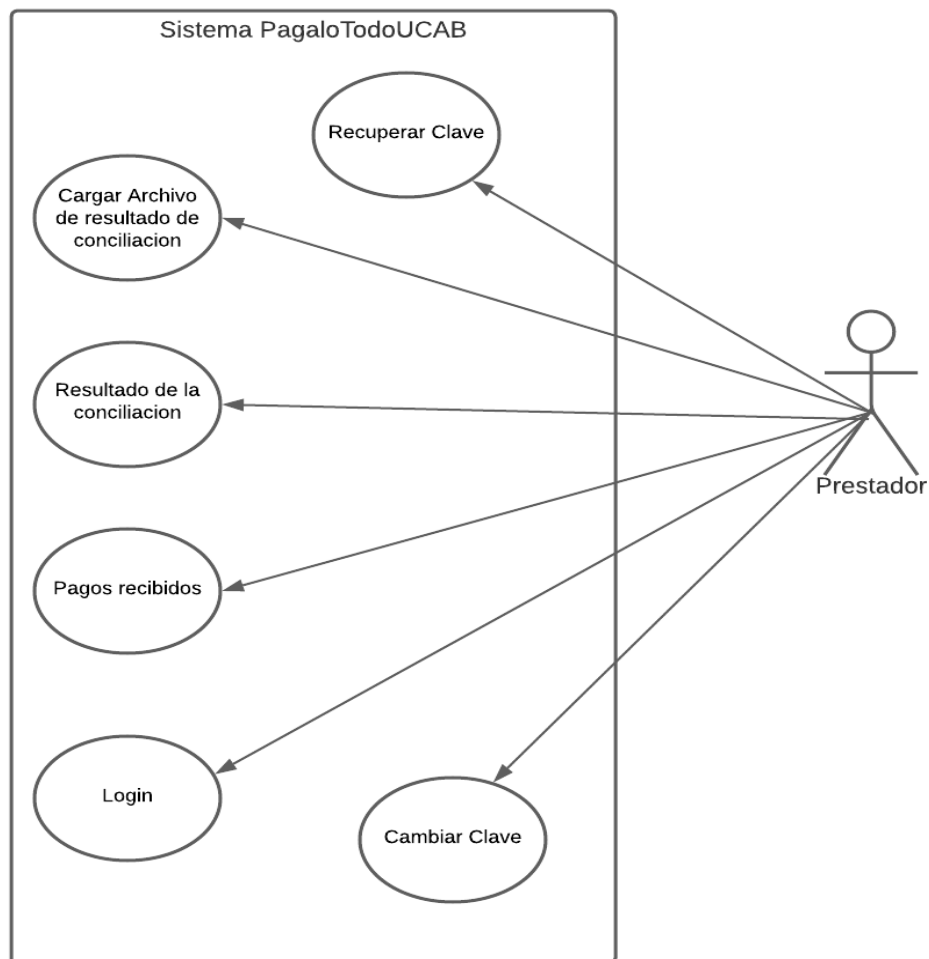 Sistema PagaloTodoUCAB
Recuperar Clave
Cargar Archivo
de resultado de
conciliacion
Resultado de la
conciliacion
Prestador
Pagos recibidos
Login
Cambiar Clave